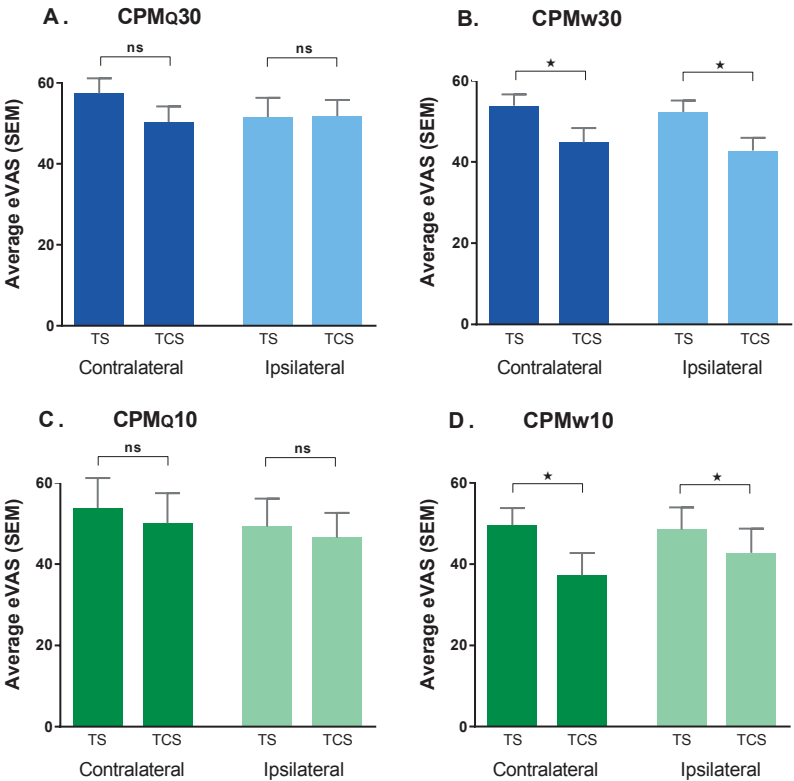 A. CPMQ30
ns ns
Average eVAS (SEM)
60
40
20
0
TS TCS TS TCS
Contralateral Ipsilateral
B. CPMw30
★ ★
Average eVAS (SEM)
60
40
20
0
TS TCS TS TCS
Contralateral Ipsilateral
C. CPMQ10
ns ns
Average eVAS (SEM)
60
40
20
0
TS TCS TS TCS
Contralateral Ipsilateral
D. CPMw10
★ ★
Average eVAS (SEM)
60
40
20
0
TS TCS TS TCS
Contralateral Ipsilateral